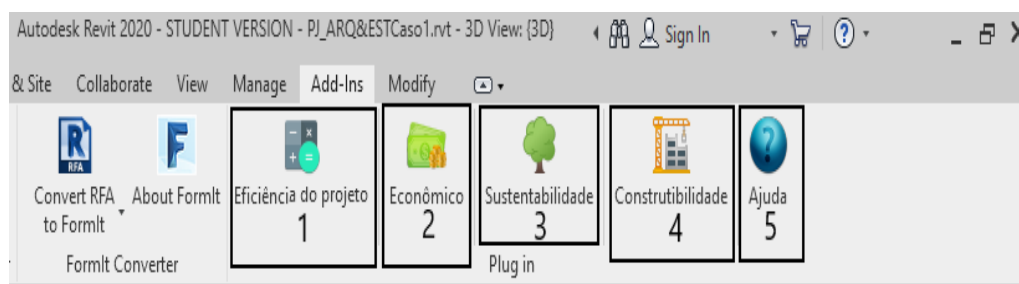 Autodesk Revit 2020 - STUDENT VERSION - PJ_ARQ&ESTCaso1.rvt - 3D View: {3D} Sign In
& Site Collaborate View Manage Add-Ins Modify
RFA
Convert RFA to FormIt
About FormIt
Eficiência do projeto
1
Econômico
2
Sustentabilidade
3
Construtibilidade
4
Ajuda
5
FormIt Converter
Plug in